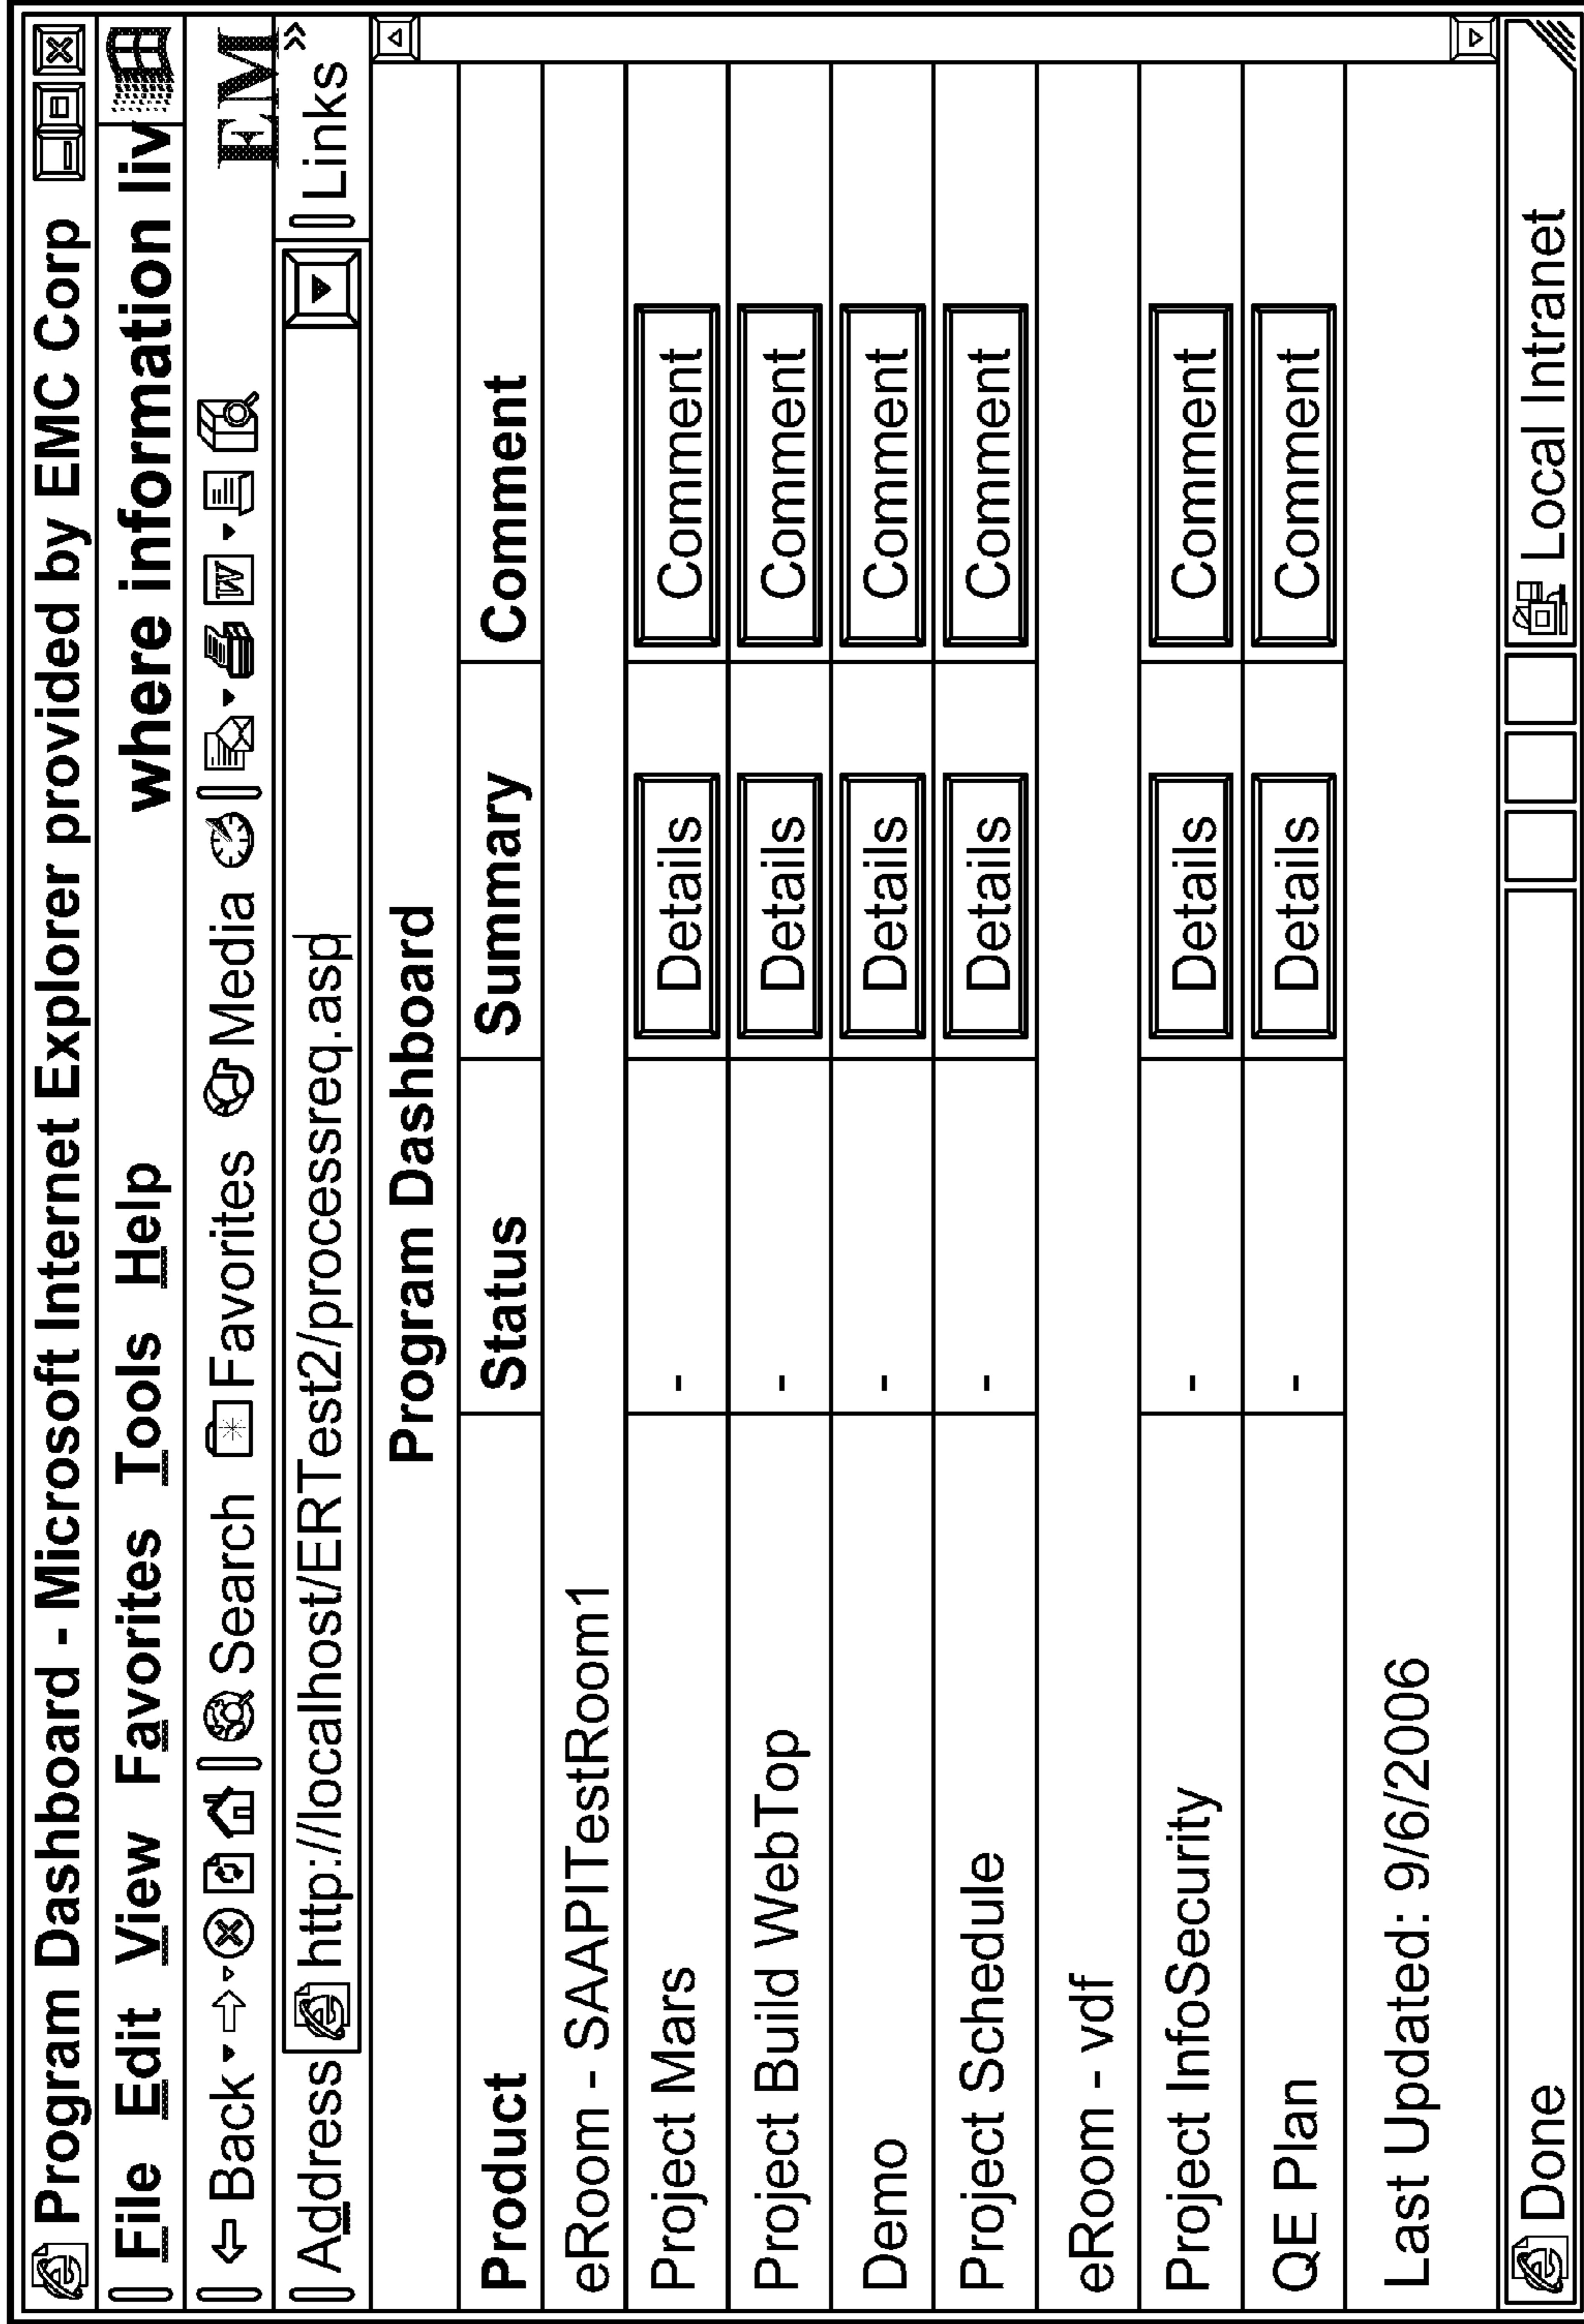 Program Dashboard - Microsoft Internet Explorer provided by EMC Corp
File Edit View Favorites Tools Help where information liv
Back Search Favorites Media W EM
Address http://localhost/ERTest2/processreq.asp Links »
Program Dashboard
Product Status Summary Comment
eRoom - SAAPITestRoom1
Project Mars - Details Comment
Project Build WebTop - Details Comment
Demo - Details Comment
Project Schedule - Details Comment
eRoom - vdf
Project InfoSecurity - Details Comment
QE Plan - Details Comment
Last Updated: 9/6/2006
Done Local Intranet